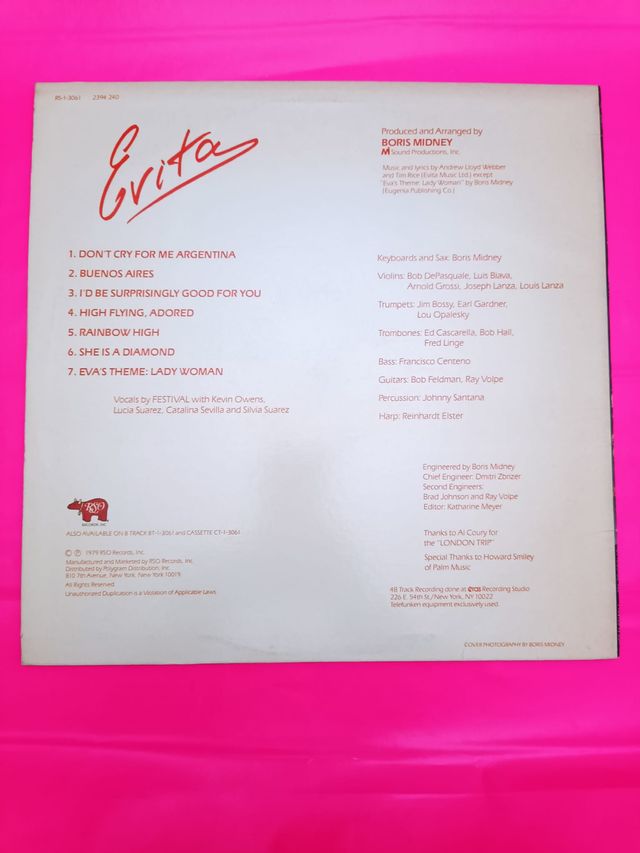 RS-1-3061 2394 240
Evita
Produced and Arranged by
BORIS MIDNEY
M Sound Productions, Inc.
Music and lyrics by Andrew Lloyd Webber
and Tim Rice (Evita Music Ltd.) except
"Eva's Theme: Lady Woman" by Boris Midney
(Eugenia Publishing Co.)
1. DON'T CRY FOR ME ARGENTINA
2. BUENOS AIRES
3. I'D BE SURPRISINGLY GOOD FOR YOU
4. HIGH FLYING, ADORED
5. RAINBOW HIGH
6. SHE IS A DIAMOND
7. EVA'S THEME: LADY WOMAN
Vocals by FESTIVAL with Kevin Owens,
Lucia Suarez, Catalina Sevilla and Silvia Suarez
Keyboards and Sax: Boris Midney
Violins: Bob DePasquale, Luis Biava,
Arnold Grossi, Joseph Lanza, Louis Lanza
Trumpets: Jim Bossy, Earl Gardner,
Lou Opalesky
Trombones: Ed Cascarella, Bob Hall,
Fred Linge
Bass: Francisco Centeno
Guitars: Bob Feldman, Ray Volpe
Percussion: Johnny Santana
Harp: Reinhardt Elster
Engineered by Boris Midney
Chief Engineer: Dmitri Zbrizer
Second Engineers:
Brad Johnson and Ray Volpe
Editor: Katharine Meyer
Thanks to Al Coury for
the "LONDON TRIP"
Special Thanks to Howard Smiley
of Palm Music
48 Track Recording done at eras Recording Studio
226 E. 54th St./New York, NY 10022
Telefunken equipment exclusively used.
RSO
RECORDS, INC.
ALSO AVAILABLE ON 8 TRACK 8T-1-3061 and CASSETTE CT-1-3061
© ℗ 1979 RSO Records, Inc.
Manufactured and Marketed by RSO Records, Inc.
Distributed by Polygram Distribution, Inc.
810 7th Avenue, New York, New York 10019
All Rights Reserved
Unauthorized Duplication is a Violation of Applicable Laws.
COVER PHOTOGRAPHY BY BORIS MIDNEY